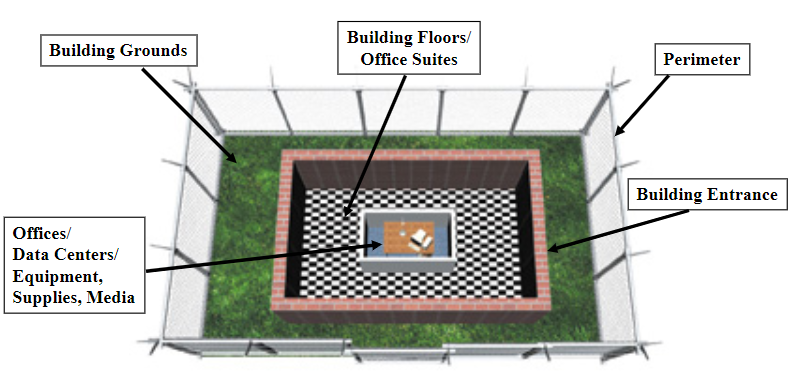 Building Grounds
Building Floors/
Office Suites
Perimeter
Building Entrance
Offices/
Data Centers/
Equipment,
Supplies, Media